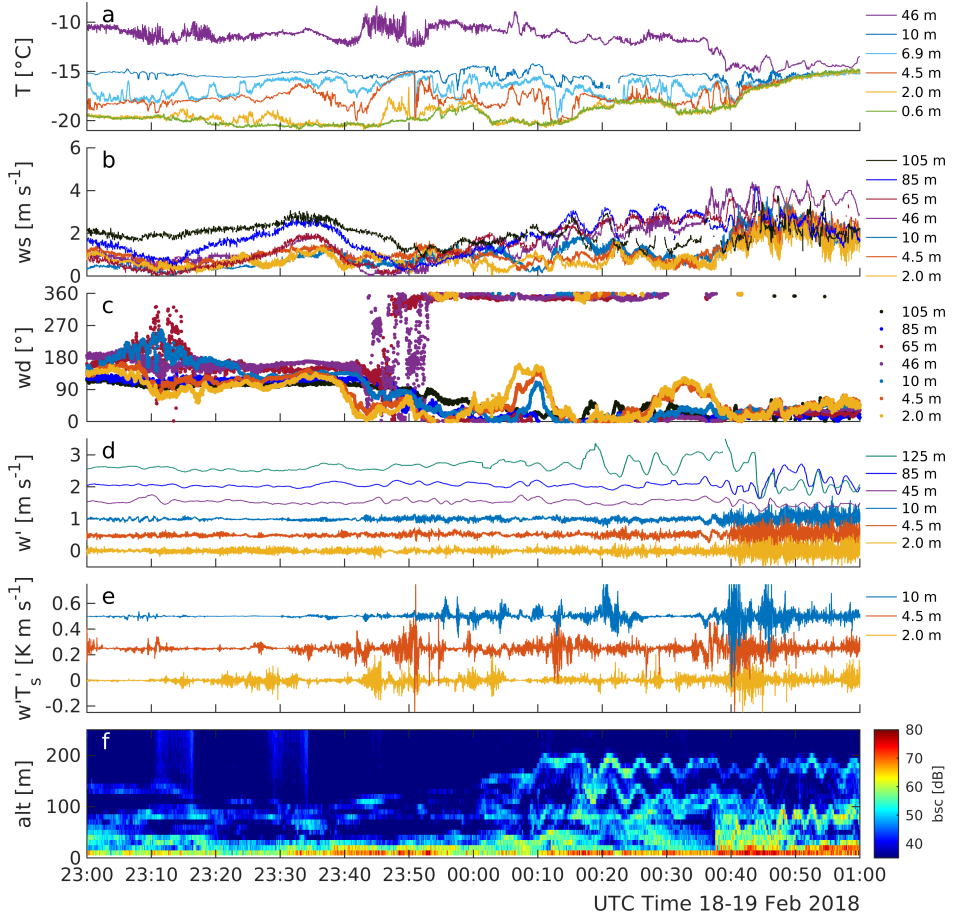 a
T [°C]
-10
-15
-20
46 m
10 m
6.9 m
4.5 m
2.0 m
0.6 m
b
ws [m s-1]
6
4
2
0
105 m
85 m
65 m
46 m
10 m
4.5 m
2.0 m
c
wd [°]
360
270
180
90
0
105 m
85 m
65 m
46 m
10 m
4.5 m
2.0 m
d
w' [m s-1]
3
2
1
0
125 m
85 m
45 m
10 m
4.5 m
2.0 m
e
w'Ts' [K m s-1]
0.6
0.4
0.2
0
-0.2
10 m
4.5 m
2.0 m
f
alt [m]
200
100
0
80
70
60
50
40
bsc [dB]
23:00 23:10 23:20 23:30 23:40 23:50 00:00 00:10 00:20 00:30 00:40 00:50 01:00
UTC Time 18-19 Feb 2018